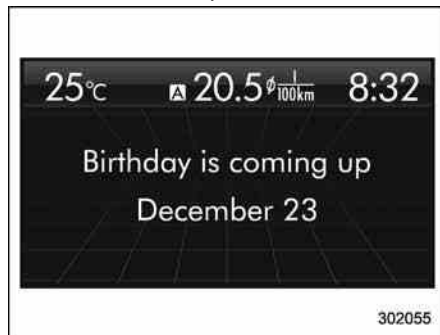 25°C A 20.5 ø l/100km 8:32
Birthday is coming up
December 23
302055